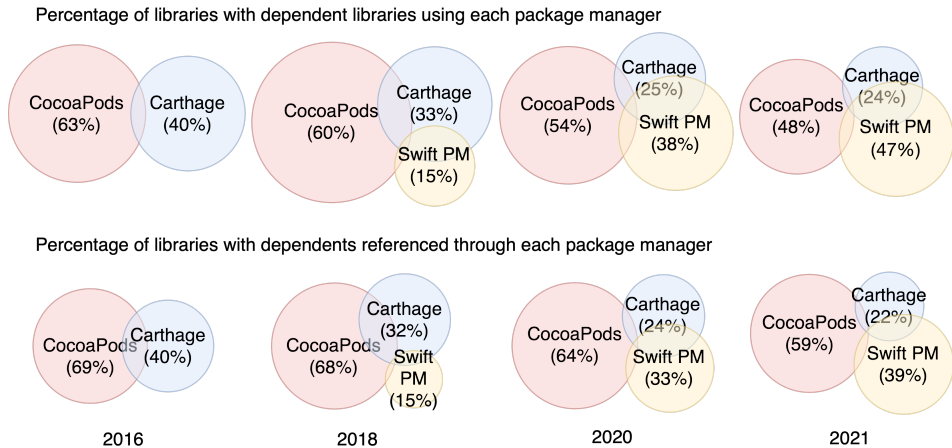 Percentage of libraries with dependent libraries using each package manager
CocoaPods
(63%)
Carthage
(40%)
CocoaPods
(60%)
Carthage
(33%)
Swift PM
(15%)
CocoaPods
(54%)
Carthage
(25%)
Swift PM
(38%)
CocoaPods
(48%)
Carthage
(24%)
Swift PM
(47%)
Percentage of libraries with dependents referenced through each package manager
CocoaPods
(69%)
Carthage
(40%)
CocoaPods
(68%)
Carthage
(32%)
Swift
PM
(15%)
CocoaPods
(64%)
Carthage
(24%)
Swift PM
(33%)
CocoaPods
(59%)
Carthage
(22%)
Swift PM
(39%)
2016
2018
2020
2021